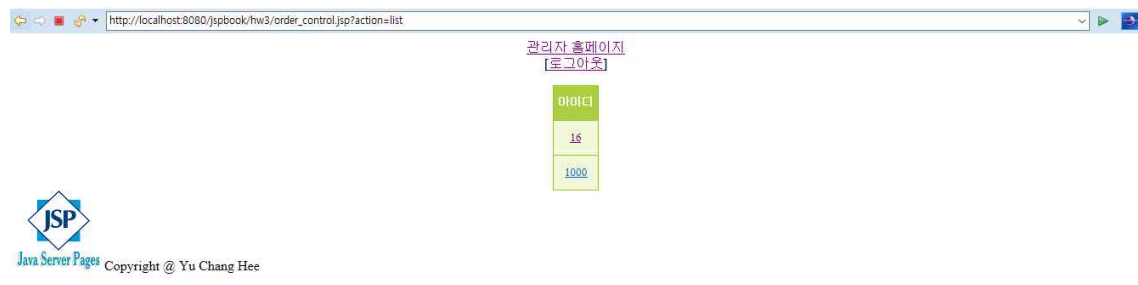 http://localhost:8080/jspbook/hw3/order_control.jsp?action=list
관리자 홈페이지
[로그아웃]
아이디
16
1000
JSP
Java Server Pages
Copyright @ Yu Chang Hee